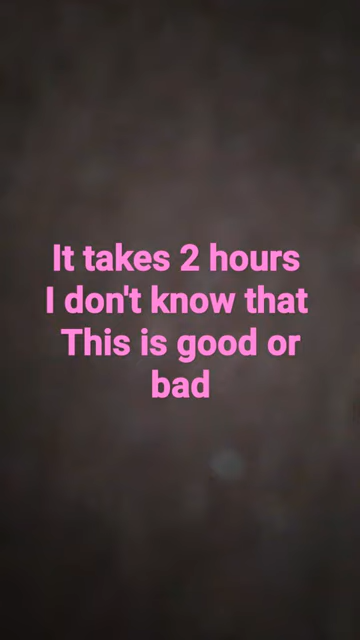 It takes 2 hours
I don't know that
This is good or
bad